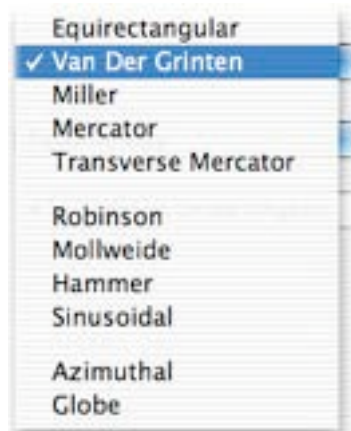 Equirectangular
✓ Van Der Grinten
Miller
Mercator
Transverse Mercator
Robinson
Mollweide
Hammer
Sinusoidal
Azimuthal
Globe